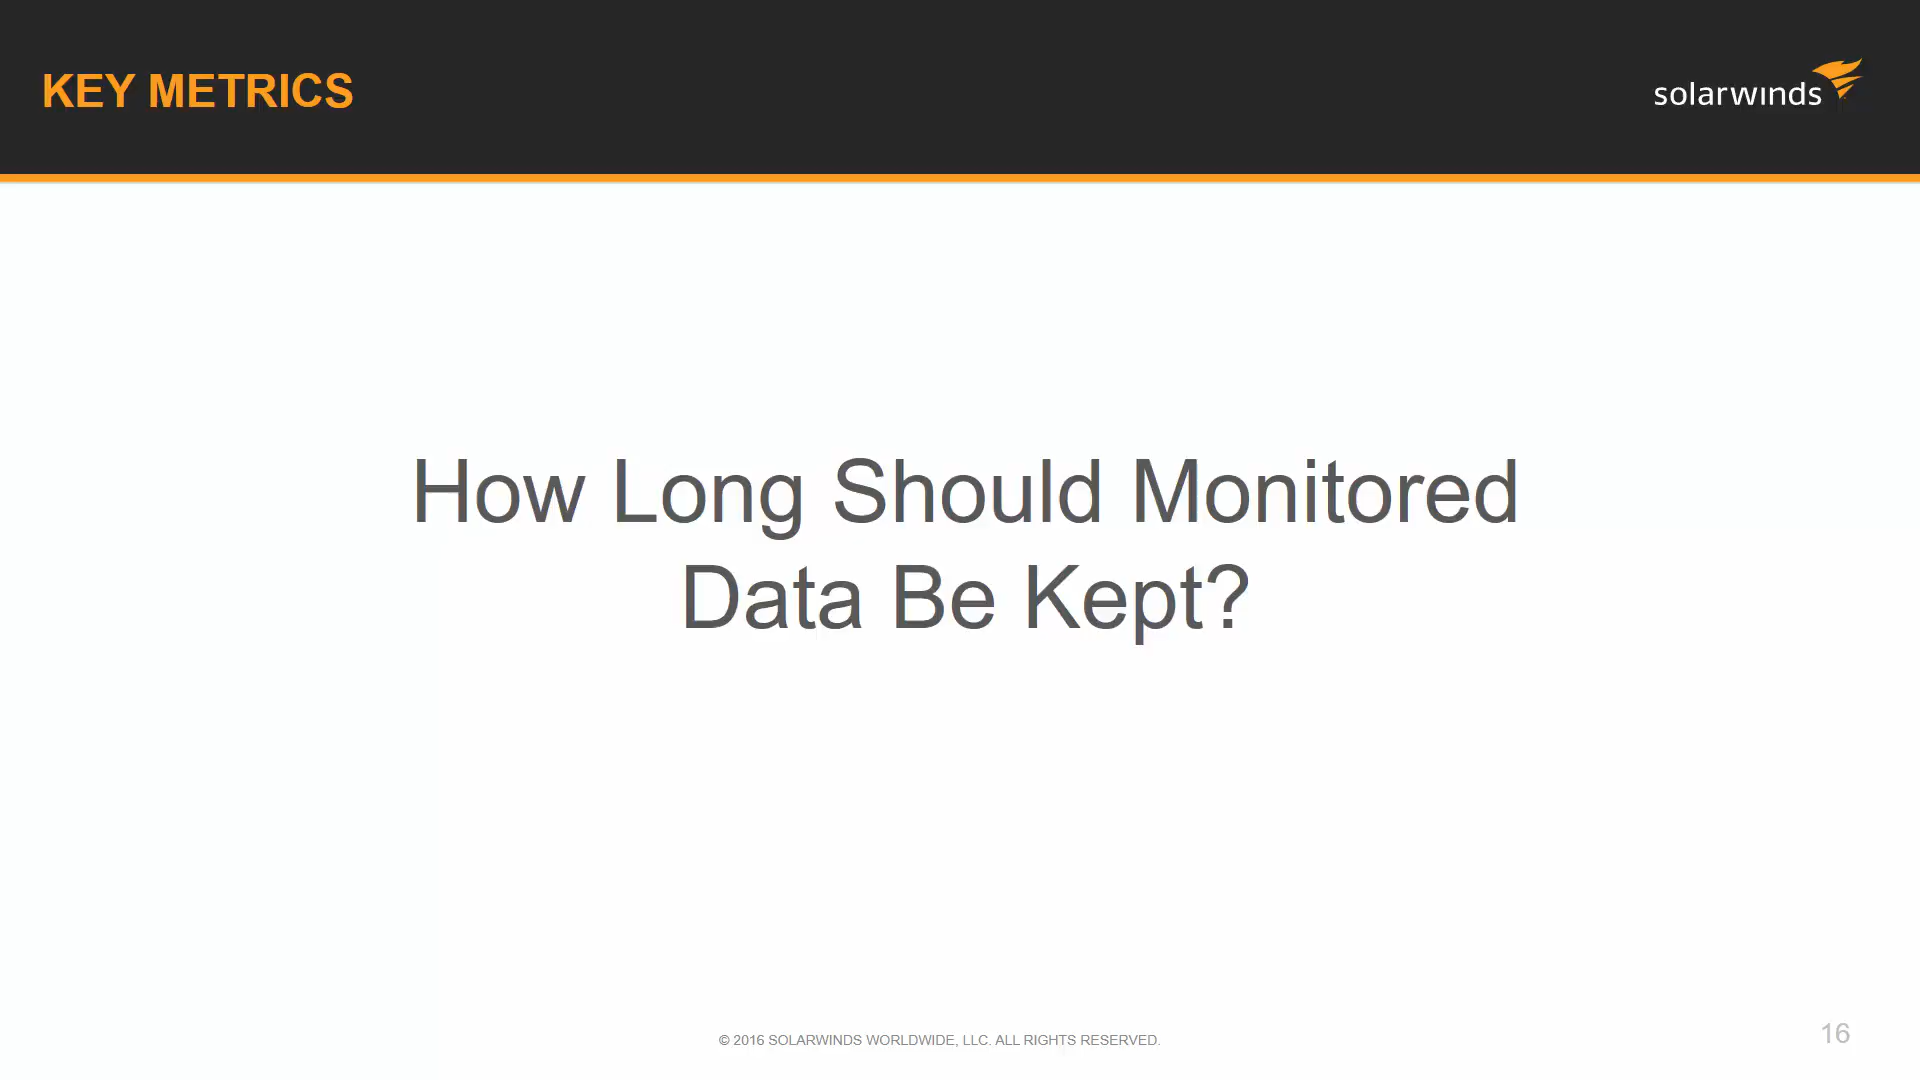 KEY METRICS
solarwinds
How Long Should Monitored
Data Be Kept?
© 2016 SOLARWINDS WORLDWIDE, LLC. ALL RIGHTS RESERVED.
16